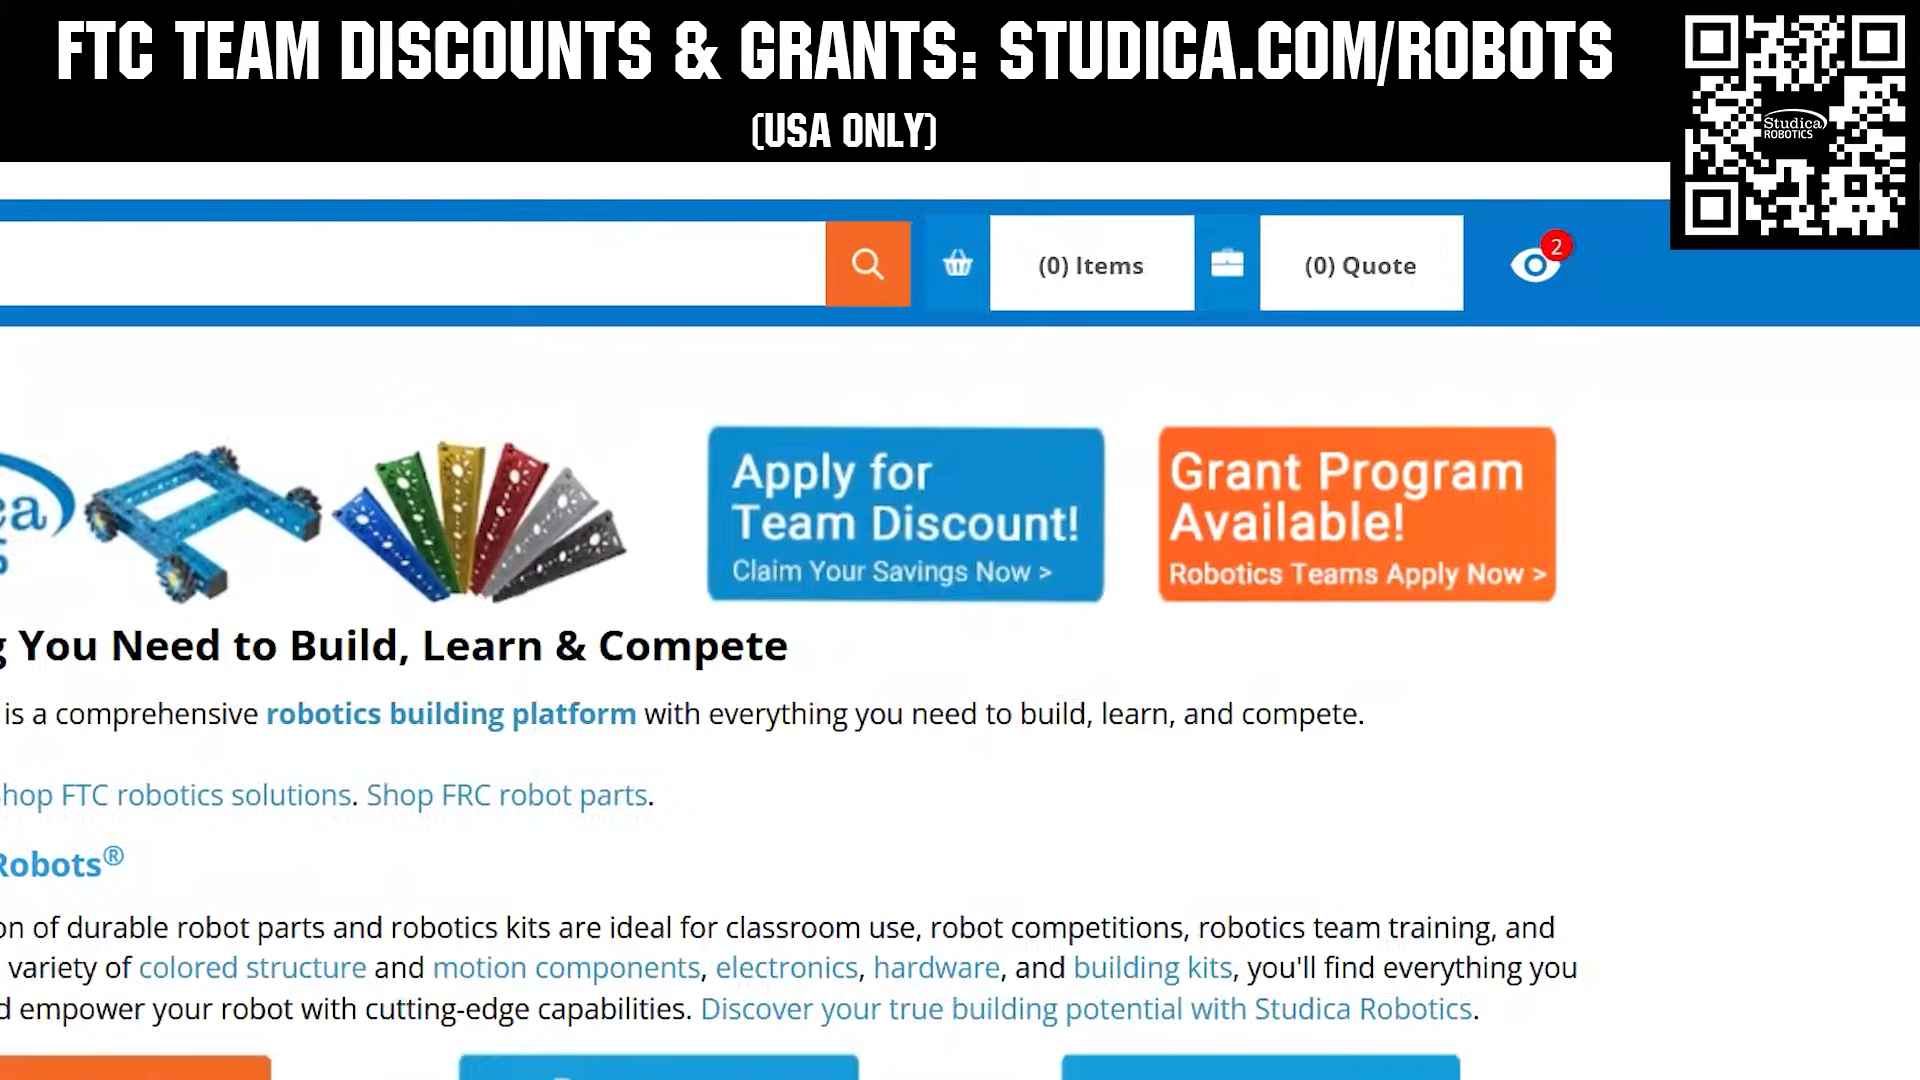 FTC TEAM DISCOUNTS & GRANTS: STUDICA.COM/ROBOTS
(USA ONLY)
Studica
ROBOTICS
(0) Items
(0) Quote
2
Apply for
Team Discount!
Claim Your Savings Now >
Grant Program
Available!
Robotics Teams Apply Now >
You Need to Build, Learn & Compete
is a comprehensive robotics building platform with everything you need to build, learn, and compete.
hop FTC robotics solutions. Shop FRC robot parts.
Robots®
on of durable robot parts and robotics kits are ideal for classroom use, robot competitions, robotics team training, and
variety of colored structure and motion components, electronics, hardware, and building kits, you'll find everything you
d empower your robot with cutting-edge capabilities. Discover your true building potential with Studica Robotics.